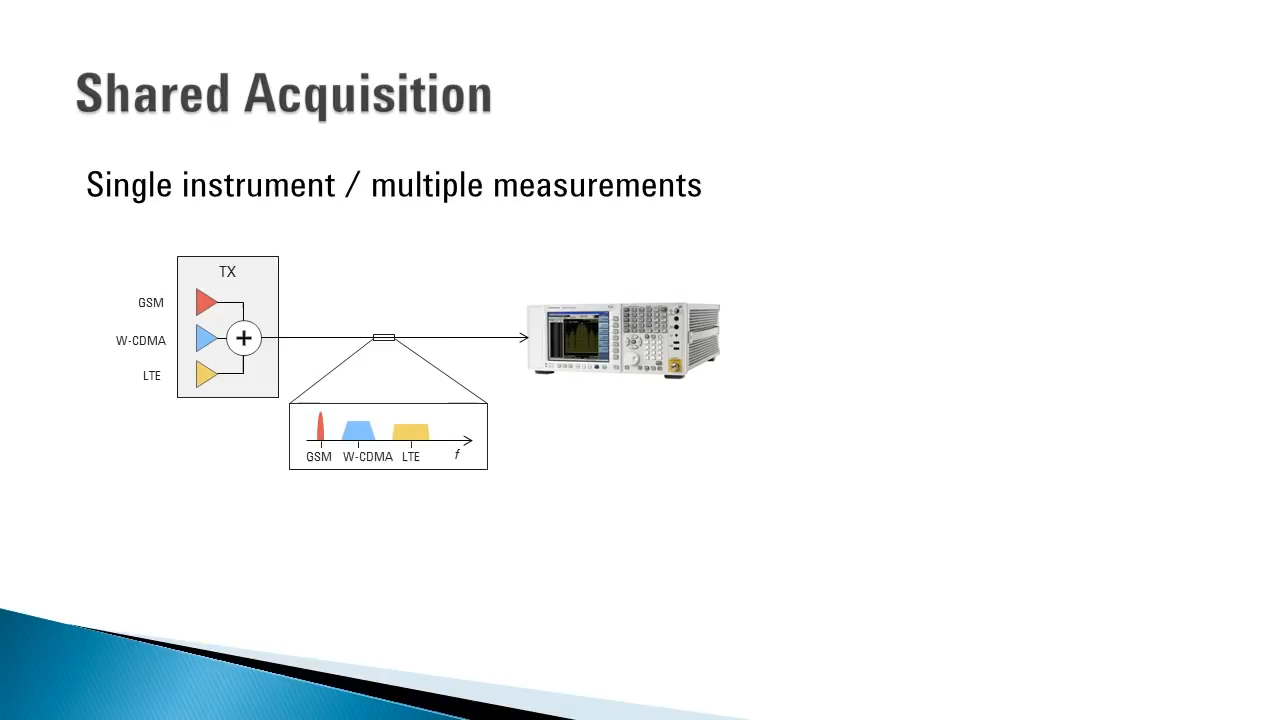 Shared Acquisition
Single instrument / multiple measurements
TX
GSM
W-CDMA
LTE
+
GSM W-CDMA LTE f